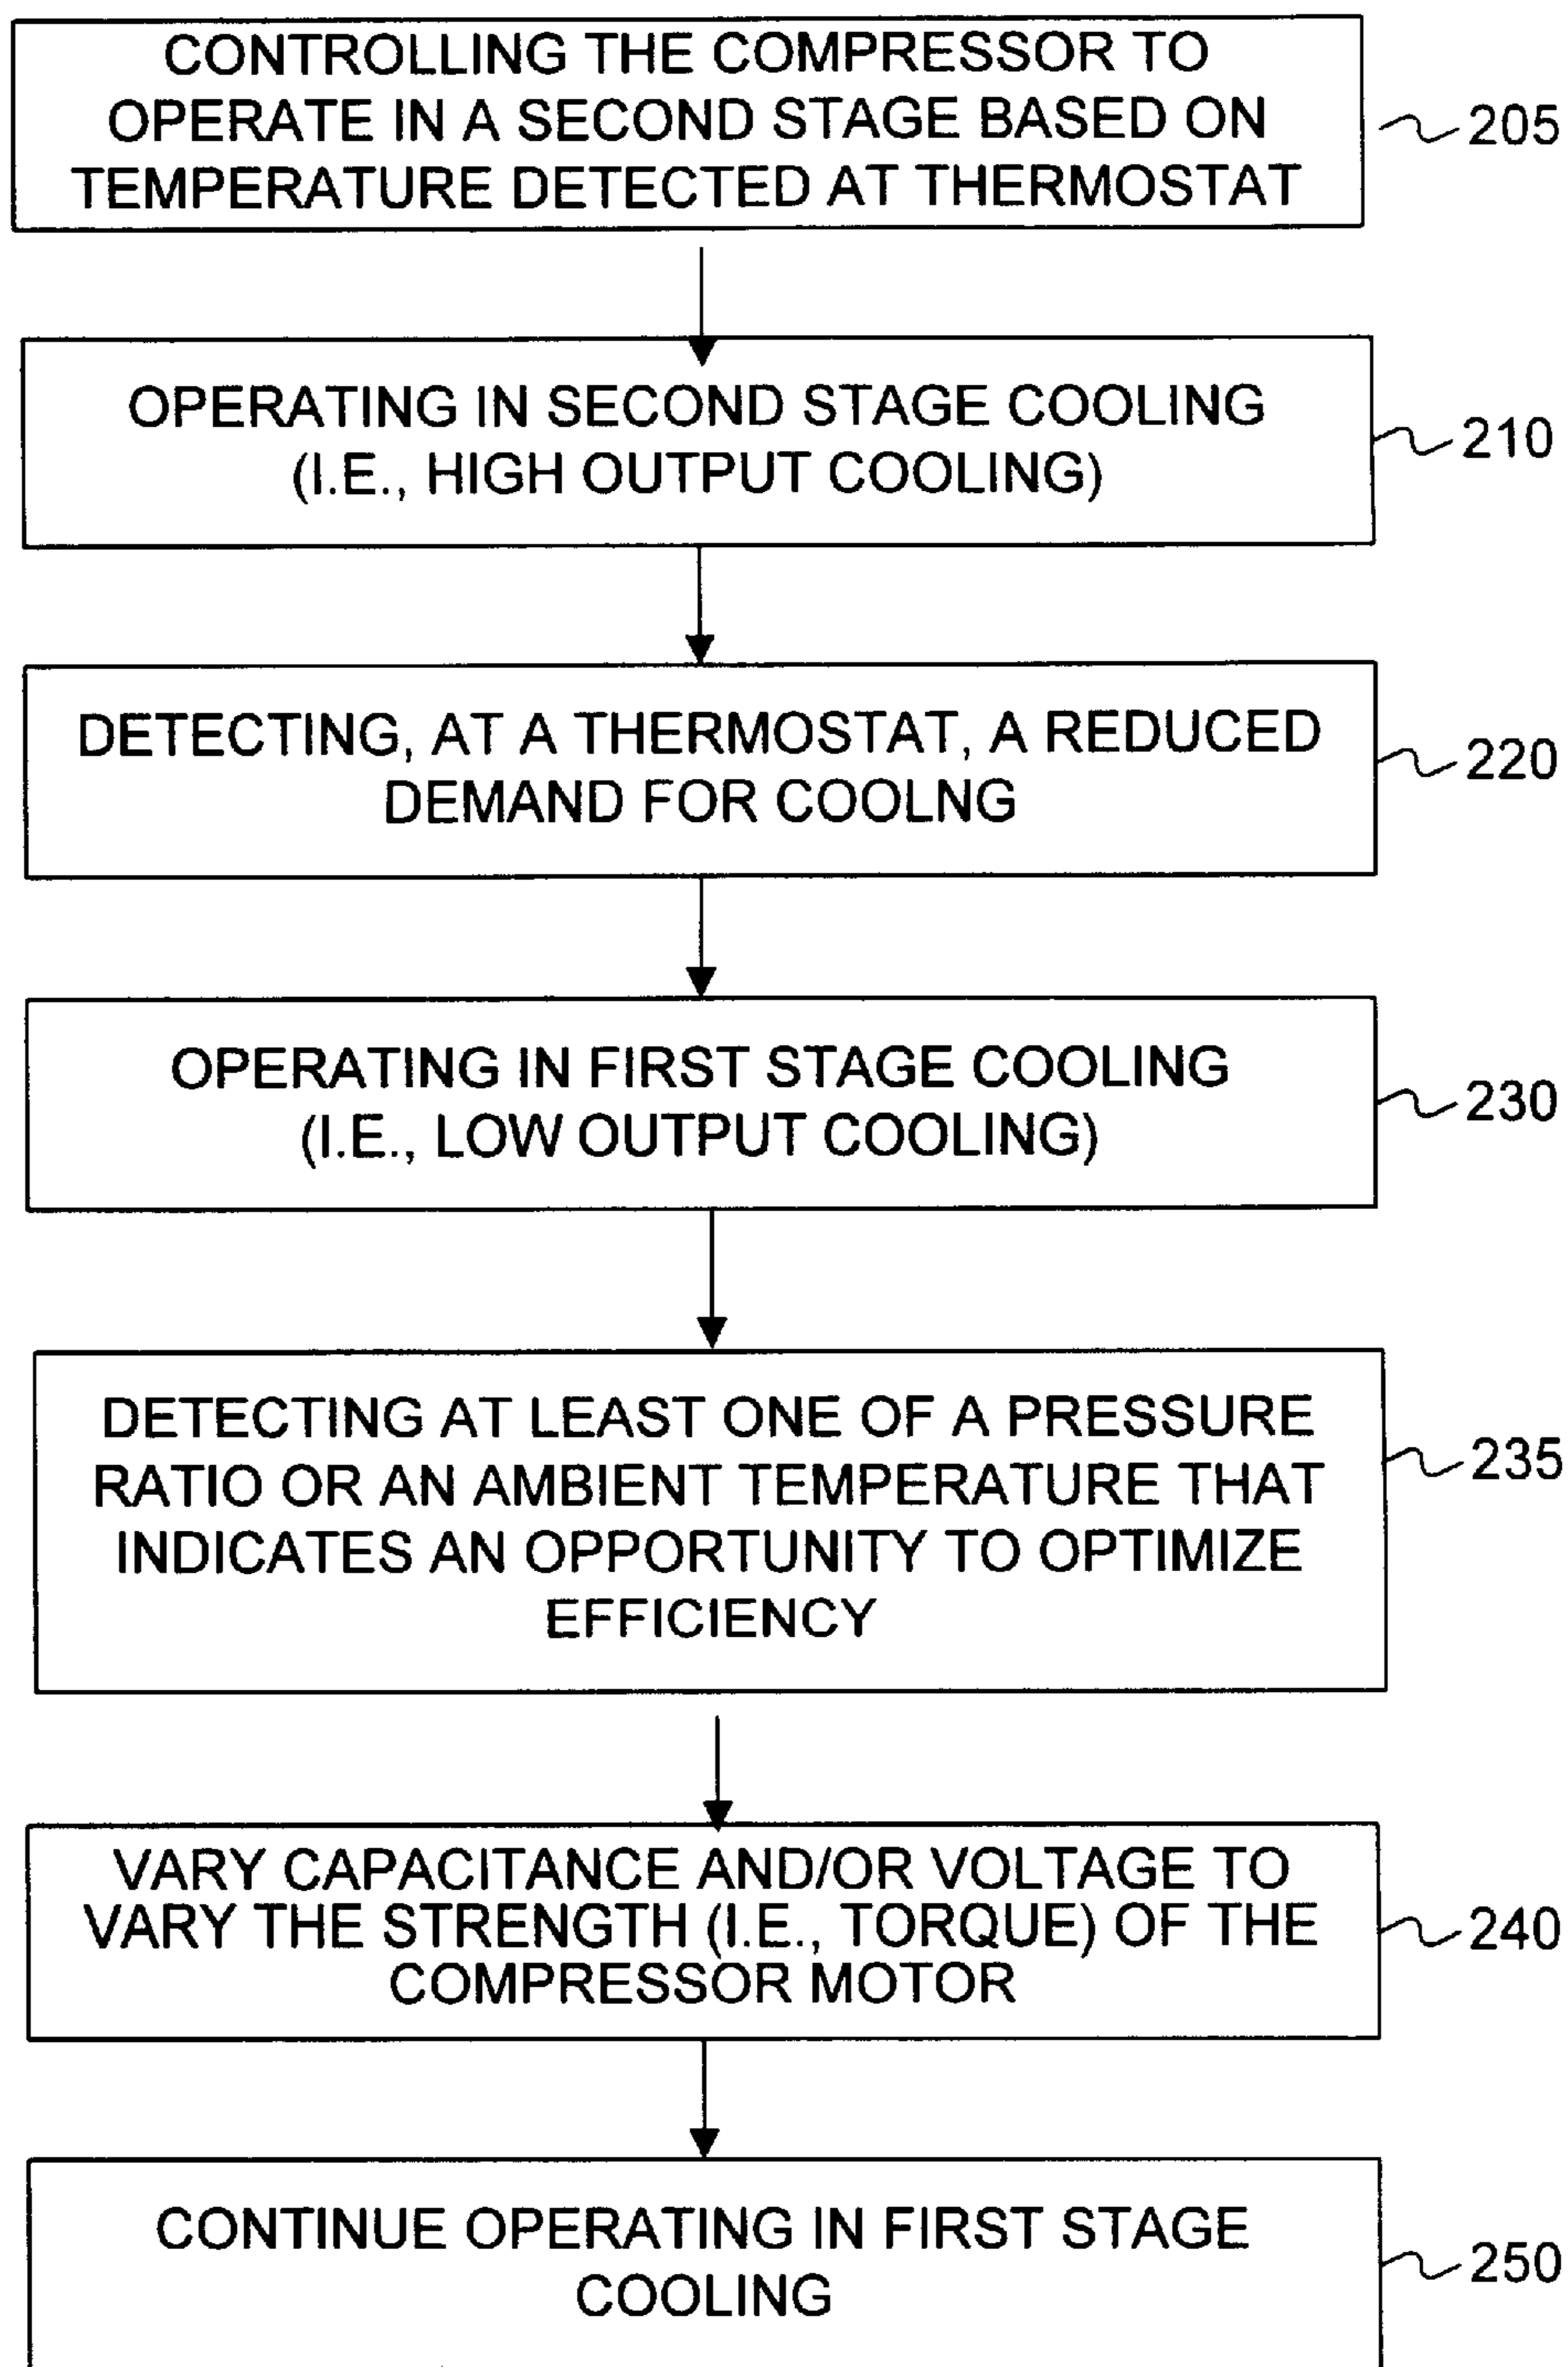 CONTROLLING THE COMPRESSOR TO
OPERATE IN A SECOND STAGE BASED ON
TEMPERATURE DETECTED AT THERMOSTAT
205
OPERATING IN SECOND STAGE COOLING
(I.E., HIGH OUTPUT COOLING)
210
DETECTING, AT A THERMOSTAT, A REDUCED
DEMAND FOR COOLNG
220
OPERATING IN FIRST STAGE COOLING
(I.E., LOW OUTPUT COOLING)
230
DETECTING AT LEAST ONE OF A PRESSURE
RATIO OR AN AMBIENT TEMPERATURE THAT
INDICATES AN OPPORTUNITY TO OPTIMIZE
EFFICIENCY
235
VARY CAPACITANCE AND/OR VOLTAGE TO
VARY THE STRENGTH (I.E., TORQUE) OF THE
COMPRESSOR MOTOR
240
CONTINUE OPERATING IN FIRST STAGE
COOLING
250